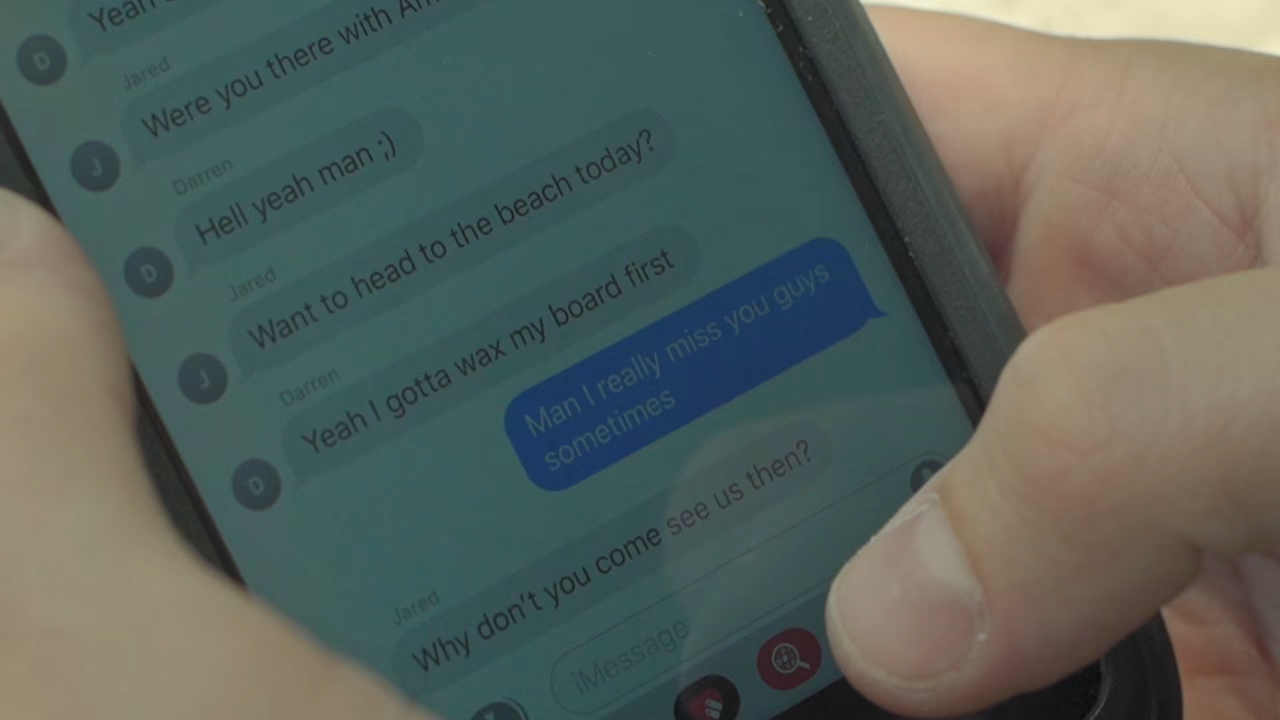 D
Jared
Were you there with
J
Darren
Hell yeah man ;)
D
Jared
Want to head to the beach today?
J
Darren
Yeah I gotta wax my board first
D
Man I really miss you guys
sometimes
Jared
Why don't you come see us then?
iMessage